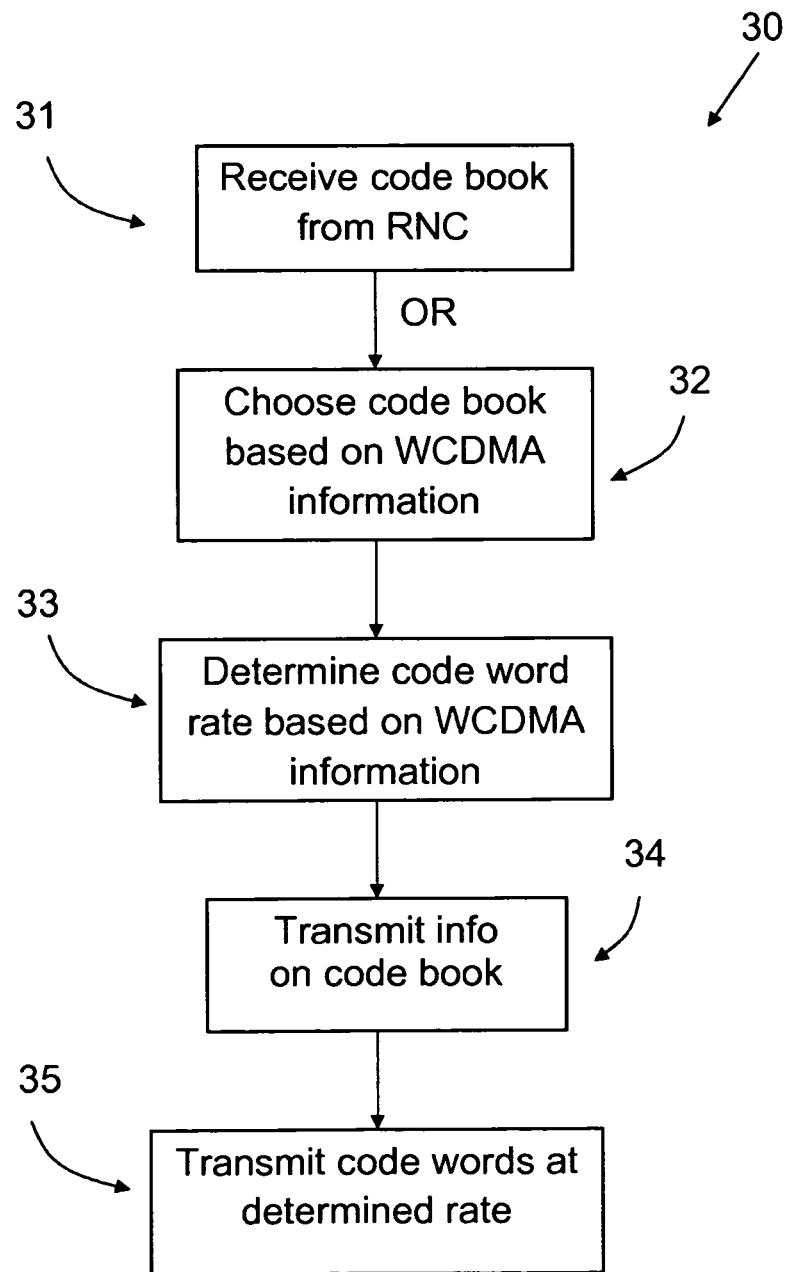 30
31
Receive code book
from RNC
OR
Choose code book
based on WCDMA
information
32
33
Determine code word
rate based on WCDMA
information
34
Transmit info
on code book
35
Transmit code words at
determined rate